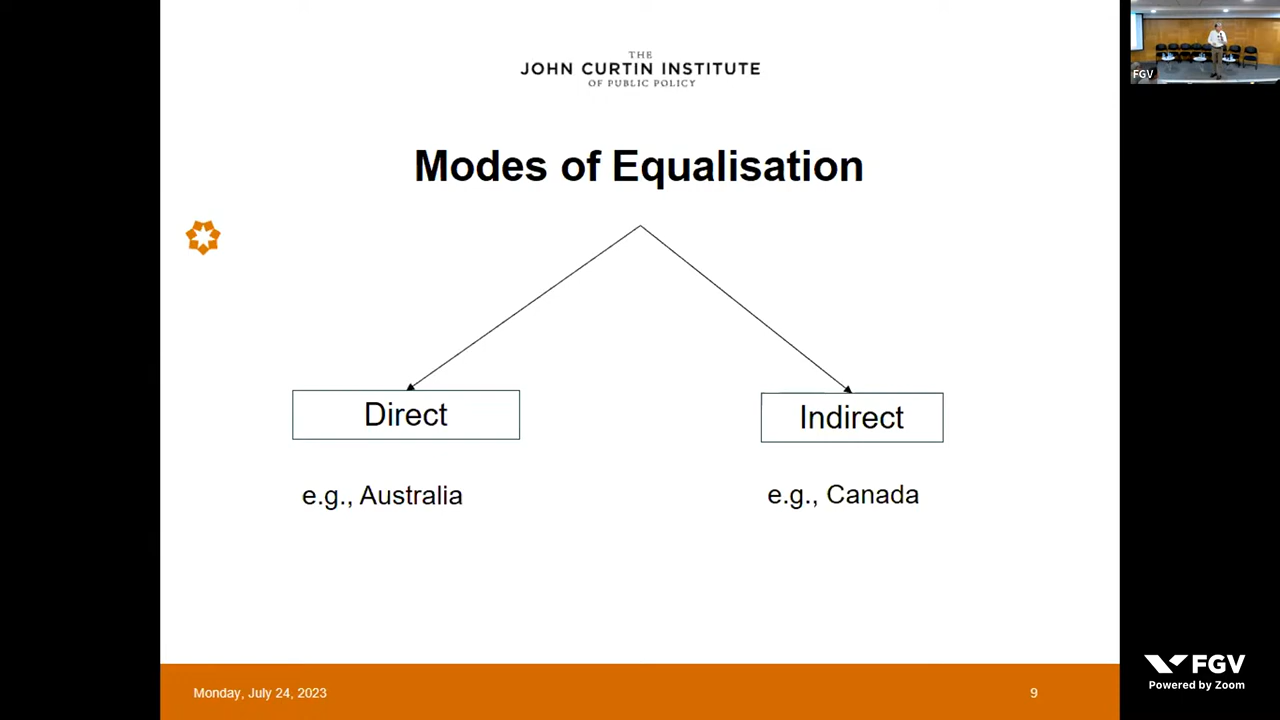 THE
JOHN CURTIN INSTITUTE
OF PUBLIC POLICY
Modes of Equalisation
Direct
Indirect
e.g., Australia
e.g., Canada
Monday, July 24, 2023
9
FGV
FGV
Powered by Zoom